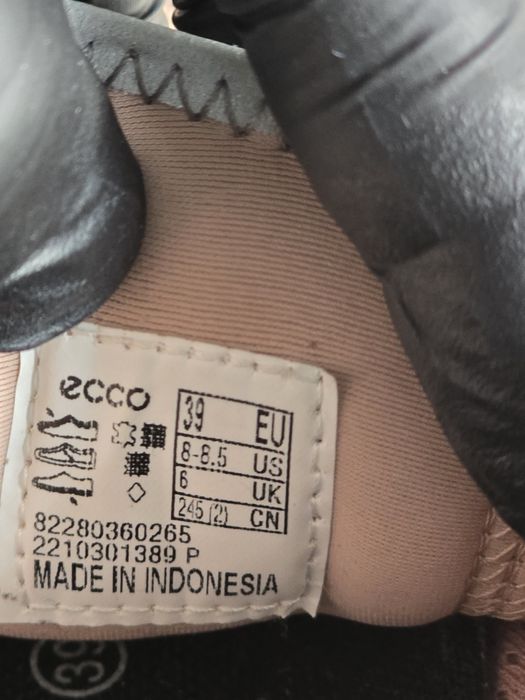 ecco
39 EU
8-8.5 US
6 UK
245 (2) CN
82280360265
2210301389 P
MADE IN INDONESIA
39